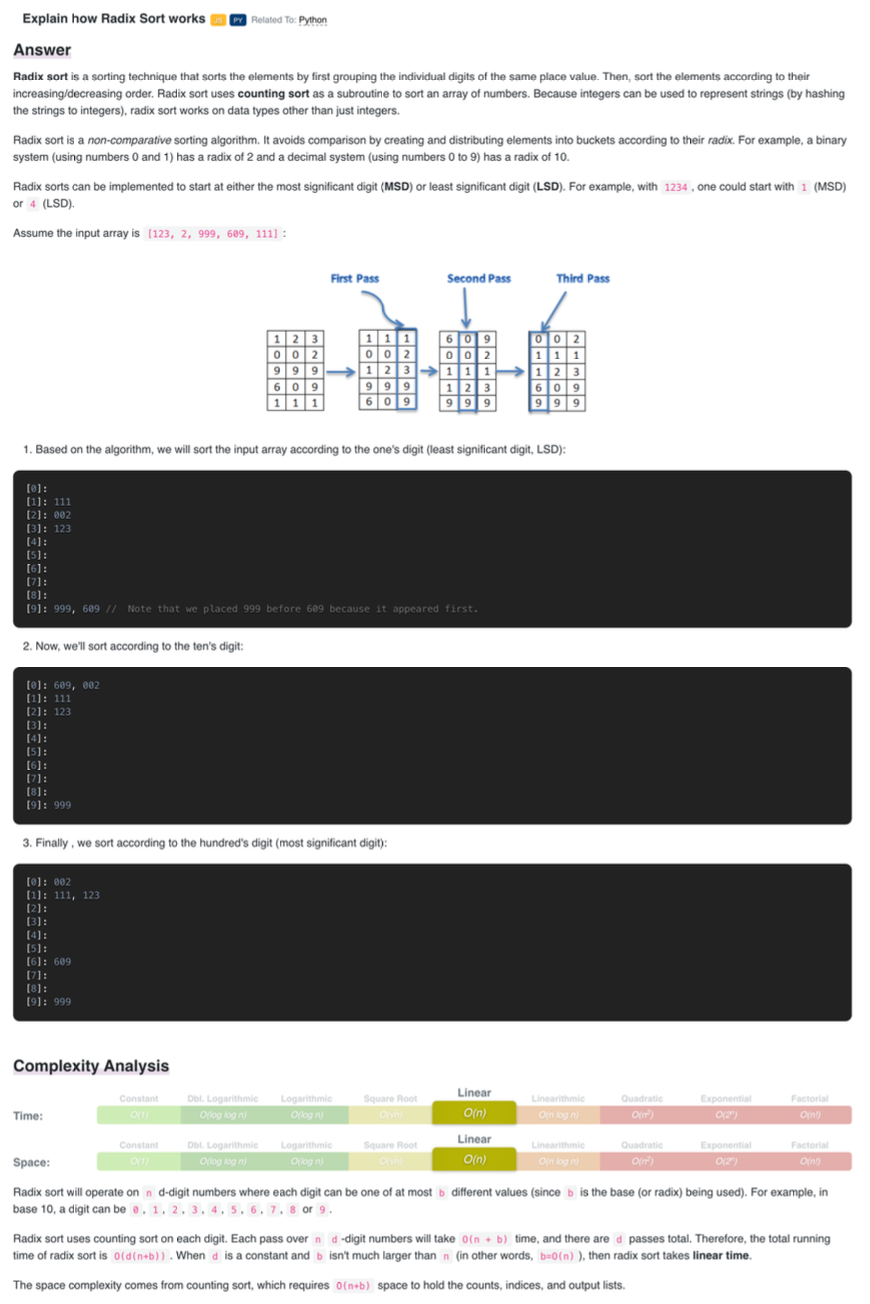 Explain how Radix Sort works JS PY Related To: Python
Answer
Radix sort is a sorting technique that sorts the elements by first grouping the individual digits of the same place value. Then, sort the elements according to their
increasing/decreasing order. Radix sort uses counting sort as a subroutine to sort an array of numbers. Because integers can be used to represent strings (by hashing
the strings to integers), radix sort works on data types other than just integers.
Radix sort is a non-comparative sorting algorithm. It avoids comparison by creating and distributing elements into buckets according to their radix. For example, a binary
system (using numbers 0 and 1) has a radix of 2 and a decimal system (using numbers 0 to 9) has a radix of 10.
Radix sorts can be implemented to start at either the most significant digit (MSD) or least significant digit (LSD). For example, with 1234 , one could start with 1 (MSD)
or 4 (LSD).
Assume the input array is [123, 2, 999, 609, 111] :
First Pass Second Pass Third Pass
1 2 3 1 1 1 6 0 9 0 0 2
0 0 2 0 0 2 0 0 2 1 1 1
9 9 9 1 2 3 1 1 1 1 2 3
6 0 9 9 9 9 1 2 3 6 0 9
1 1 1 6 0 9 9 9 9 9 9 9
1. Based on the algorithm, we will sort the input array according to the one's digit (least significant digit, LSD):
[0]:
[1]: 111
[2]: 002
[3]: 123
[4]:
[5]:
[6]:
[7]:
[8]:
[9]: 999, 609 // Note that we placed 999 before 609 because it appeared first.
2. Now, we'll sort according to the ten's digit:
[0]: 609, 002
[1]: 111
[2]: 123
[3]:
[4]:
[5]:
[6]:
[7]:
[8]:
[9]: 999
3. Finally , we sort according to the hundred's digit (most significant digit):
[0]: 002
[1]: 111, 123
[2]:
[3]:
[4]:
[5]:
[6]: 609
[7]:
[8]:
[9]: 999
Complexity Analysis
Constant Dbl. Logarithmic Logarithmic Square Root Linear Linearithmic Quadratic Exponential Factorial
Time: O(1) O(log log n) O(log n) O(√n) O(n) O(n log n) O(n²) O(2ⁿ) O(n!)
Constant Dbl. Logarithmic Logarithmic Square Root Linear Linearithmic Quadratic Exponential Factorial
Space: O(1) O(log log n) O(log n) O(√n) O(n) O(n log n) O(n²) O(2ⁿ) O(n!)
Radix sort will operate on n d-digit numbers where each digit can be one of at most b different values (since b is the base (or radix) being used). For example, in
base 10, a digit can be 0 , 1 , 2 , 3 , 4 , 5 , 6 , 7 , 8 or 9 .
Radix sort uses counting sort on each digit. Each pass over n d -digit numbers will take O(n + b) time, and there are d passes total. Therefore, the total running
time of radix sort is O(d(n+b)) . When d is a constant and b isn't much larger than n (in other words, b=O(n) ), then radix sort takes linear time.
The space complexity comes from counting sort, which requires O(n+b) space to hold the counts, indices, and output lists.